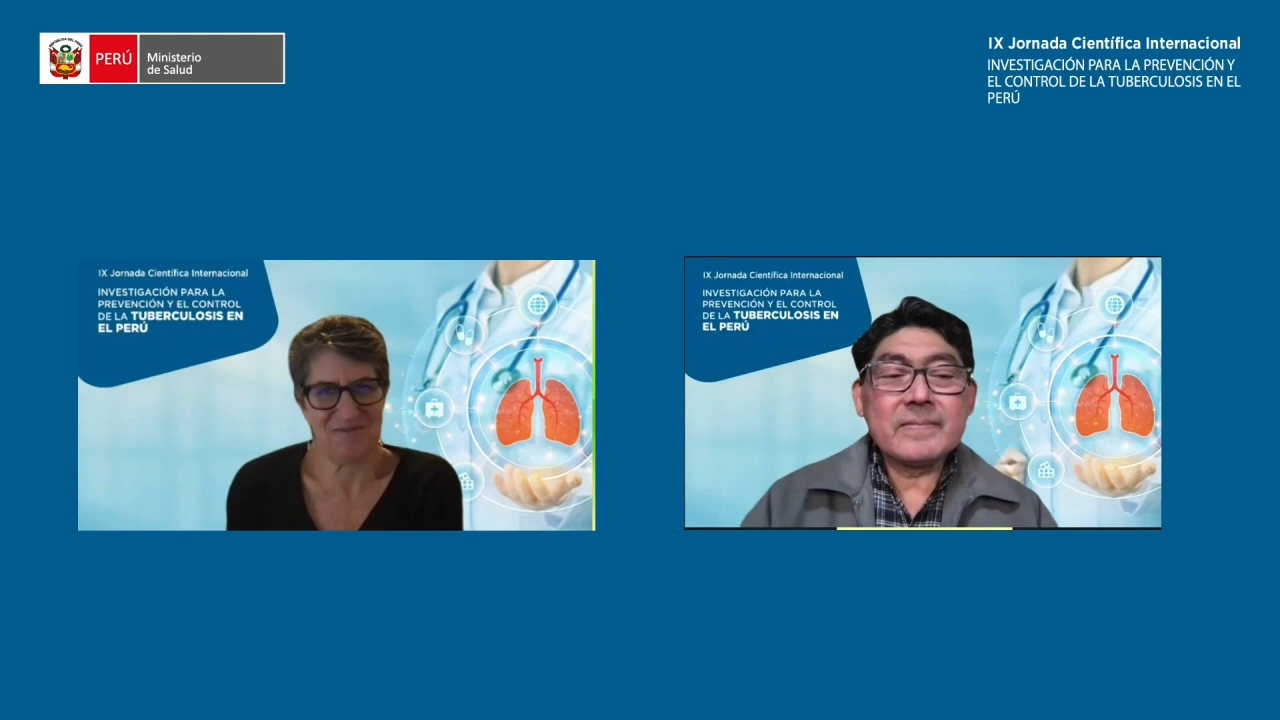 PERÚ
Ministerio
de Salud
IX Jornada Científica Internacional
INVESTIGACIÓN PARA LA PREVENCIÓN Y
EL CONTROL DE LA TUBERCULOSIS EN EL
PERÚ
IX Jornada Científica Internacional
INVESTIGACIÓN PARA LA
PREVENCIÓN Y EL CONTROL
DE LA TUBERCULOSIS EN
EL PERÚ
IX Jornada Científica Internacional
INVESTIGACIÓN PARA LA
PREVENCIÓN Y EL CONTROL
DE LA TUBERCULOSIS EN
EL PERÚ